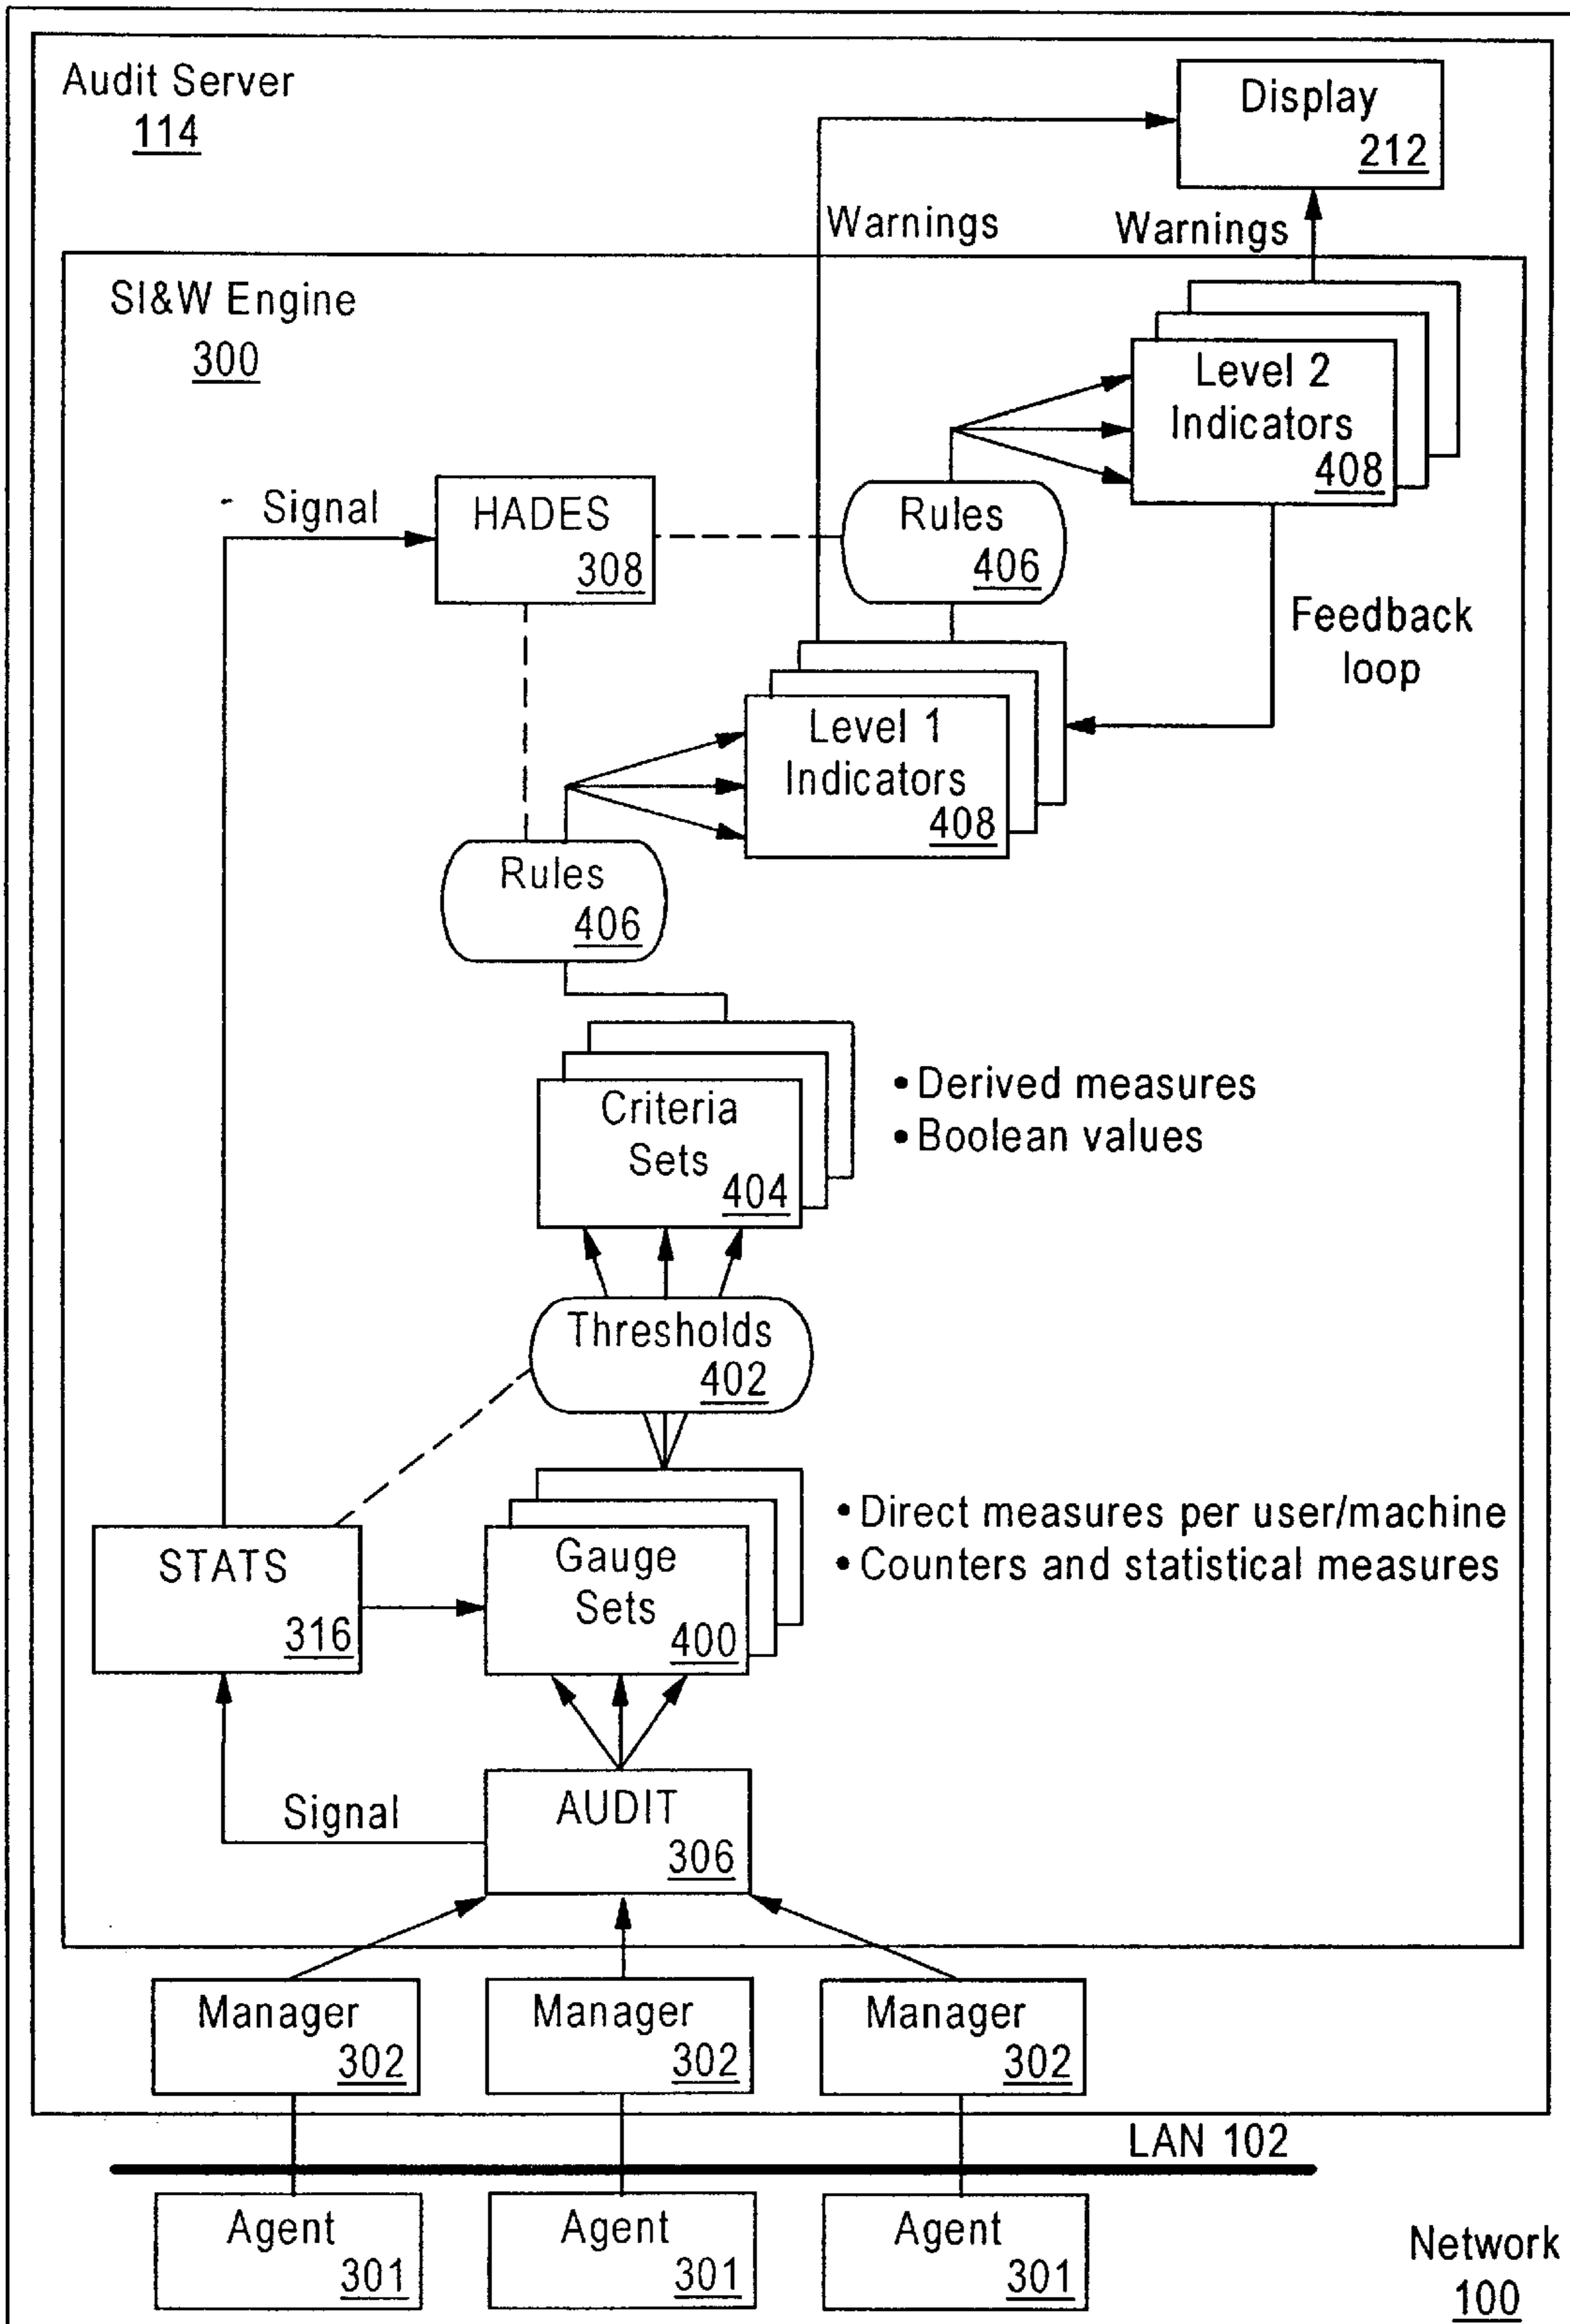 Audit Server
114
Display
212
Warnings
Warnings
SI&W Engine
300
Level 2
Indicators
408
Signal
HADES
308
Rules
406
Feedback
loop
Level 1
Indicators
408
Rules
406
Criteria
Sets
404
• Derived measures
• Boolean values
Thresholds
402
STATS
316
Gauge
Sets
400
• Direct measures per user/machine
• Counters and statistical measures
Signal
AUDIT
306
Manager
302
Manager
302
Manager
302
LAN 102
Agent
301
Agent
301
Agent
301
Network
100